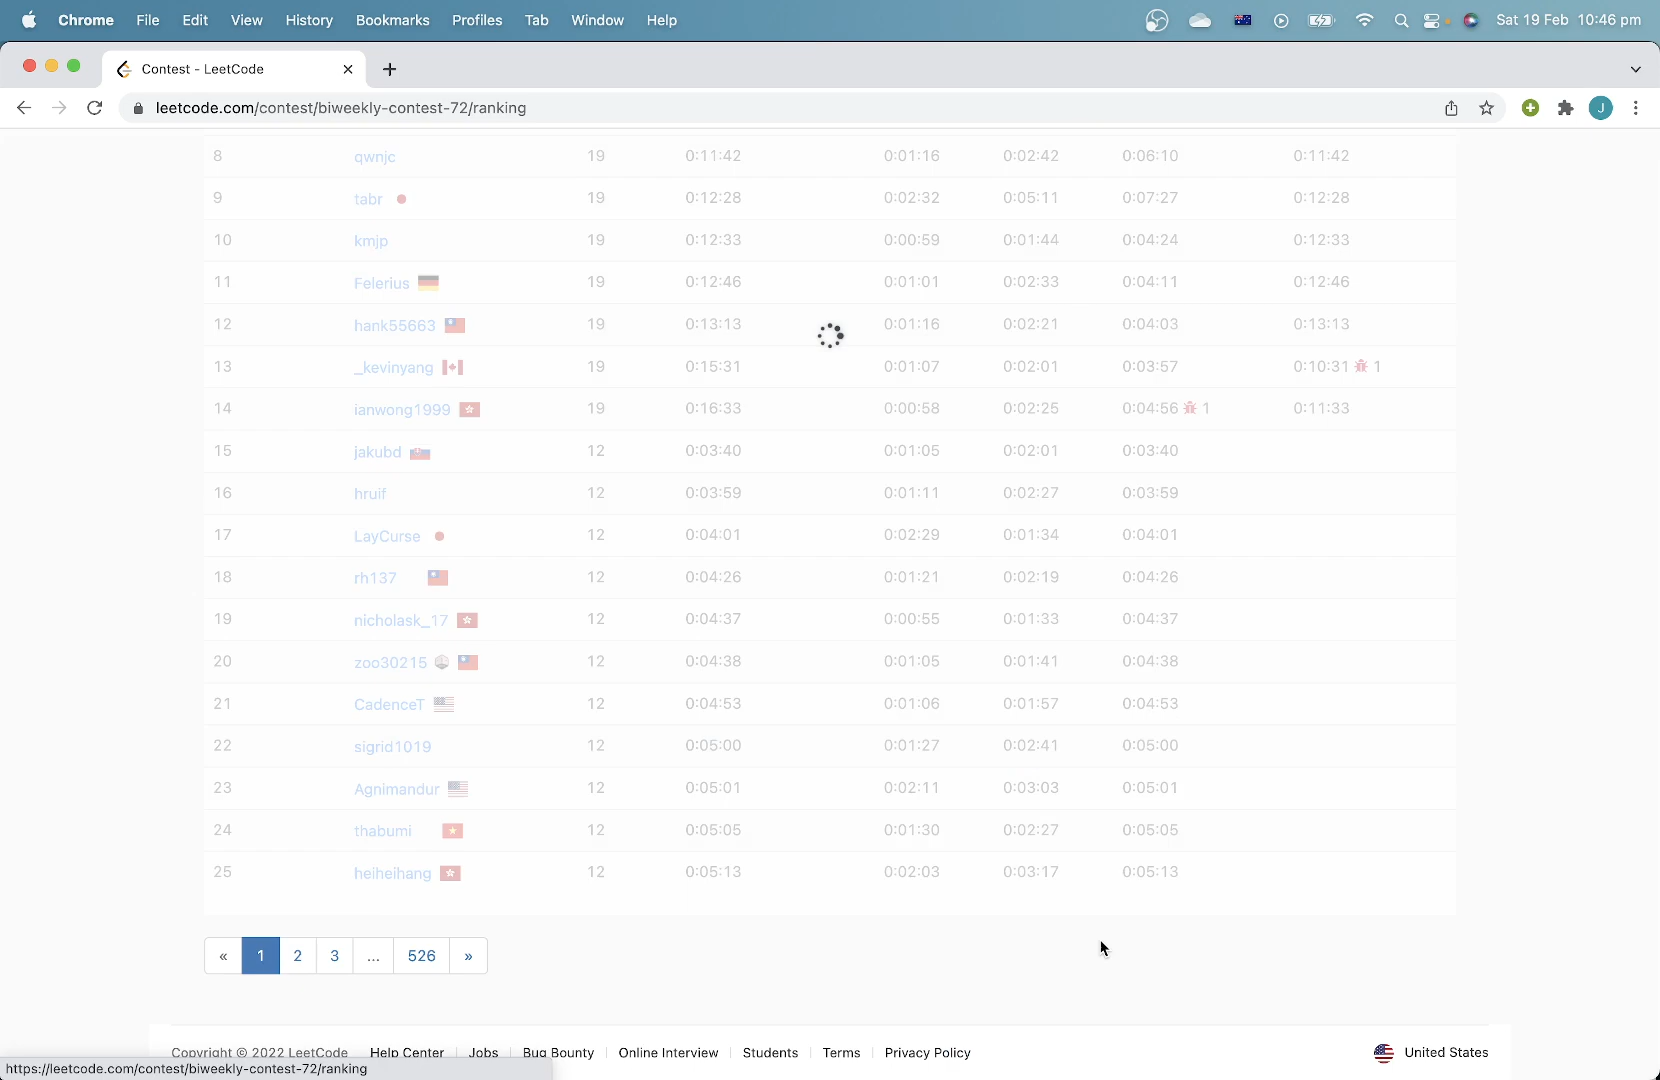 Chrome File Edit View History Bookmarks Profiles Tab Window Help Sat 19 Feb 10:46 pm
Contest - LeetCode
leetcode.com/contest/biweekly-contest-72/ranking J
8 qwnjc 19 0:11:42 0:01:16 0:02:42 0:06:10 0:11:42
9 tabr 19 0:12:28 0:02:32 0:05:11 0:07:27 0:12:28
10 kmjp 19 0:12:33 0:00:59 0:01:44 0:04:24 0:12:33
11 Felerius 19 0:12:46 0:01:01 0:02:33 0:04:11 0:12:46
12 hank55663 19 0:13:13 0:01:16 0:02:21 0:04:03 0:13:13
13 _kevinyang 19 0:15:31 0:01:07 0:02:01 0:03:57 0:10:31 1
14 ianwong1999 19 0:16:33 0:00:58 0:02:25 0:04:56 1 0:11:33
15 jakubd 12 0:03:40 0:01:05 0:02:01 0:03:40
16 hruif 12 0:03:59 0:01:11 0:02:27 0:03:59
17 LayCurse 12 0:04:01 0:02:29 0:01:34 0:04:01
18 rh137 12 0:04:26 0:01:21 0:02:19 0:04:26
19 nicholask_17 12 0:04:37 0:00:55 0:01:33 0:04:37
20 zoo30215 12 0:04:38 0:01:05 0:01:41 0:04:38
21 CadenceT 12 0:04:53 0:01:06 0:01:57 0:04:53
22 sigrid1019 12 0:05:00 0:01:27 0:02:41 0:05:00
23 Agnimandur 12 0:05:01 0:02:11 0:03:03 0:05:01
24 thabumi 12 0:05:05 0:01:30 0:02:27 0:05:05
25 heiheihang 12 0:05:13 0:02:03 0:03:17 0:05:13
« 1 2 3 ... 526 »
Copyright © 2022 LeetCode Help Center Jobs Bug Bounty Online Interview Students Terms Privacy Policy United States
https://leetcode.com/contest/biweekly-contest-72/ranking